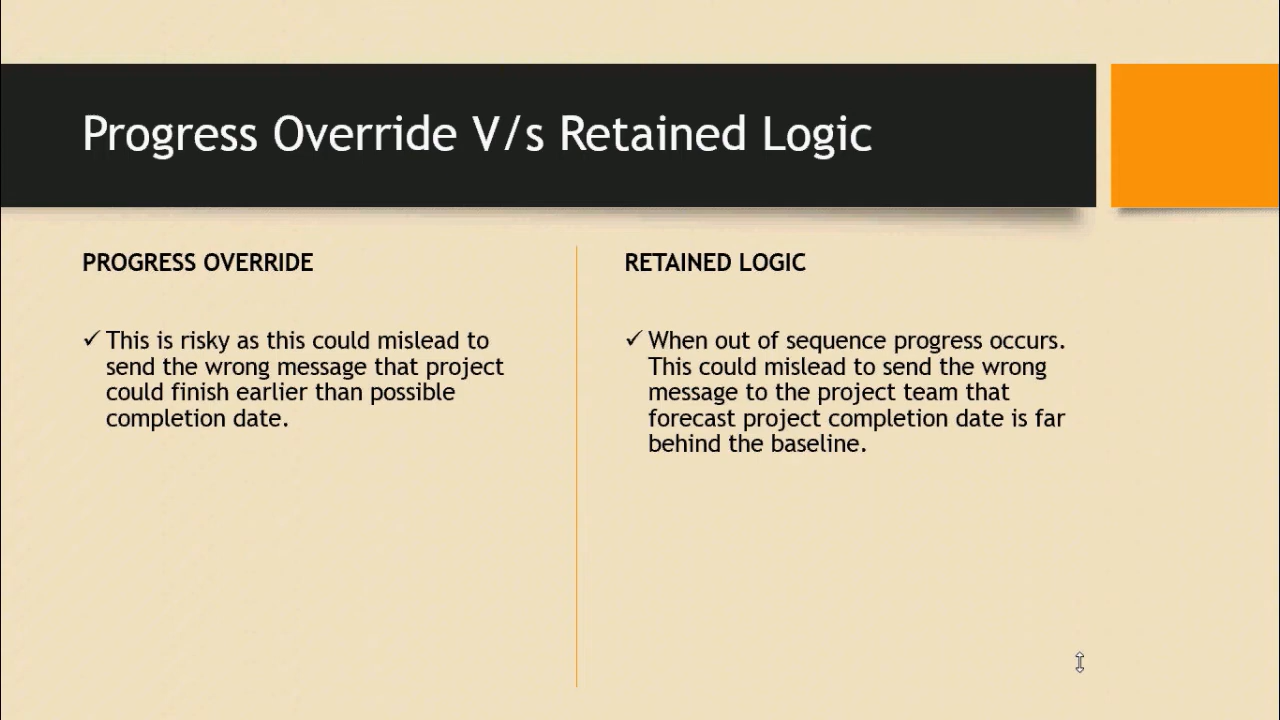 Progress Override V/s Retained Logic
PROGRESS OVERRIDE
✓ This is risky as this could mislead to
send the wrong message that project
could finish earlier than possible
completion date.
RETAINED LOGIC
✓ When out of sequence progress occurs.
This could mislead to send the wrong
message to the project team that
forecast project completion date is far
behind the baseline.